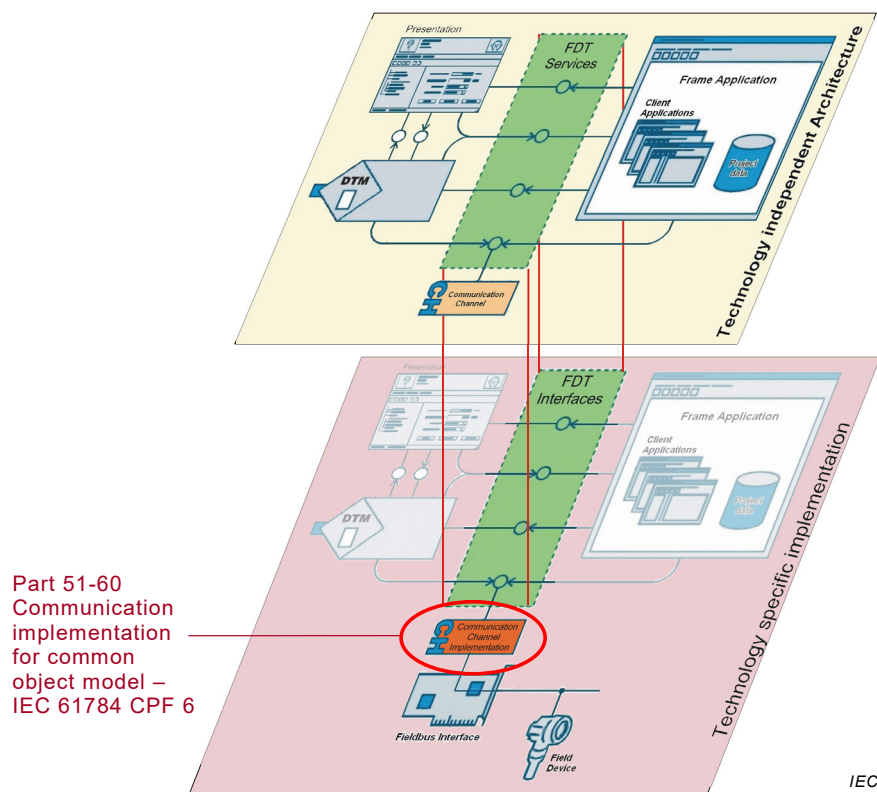 Presentation
FDT
Services
Frame Application
Client
Applications
Project
data
DTM
CH
Communication
Channel
Technology independent Architecture
Presentation
FDT
Interfaces
Frame Application
Client
Applications
Project
data
DTM
CH
Communication
Channel
Implementation
Fieldbus Interface
Field
Device
Technology specific implementation
Part 51-60
Communication
implementation
for common
object model –
IEC 61784 CPF 6
IEC